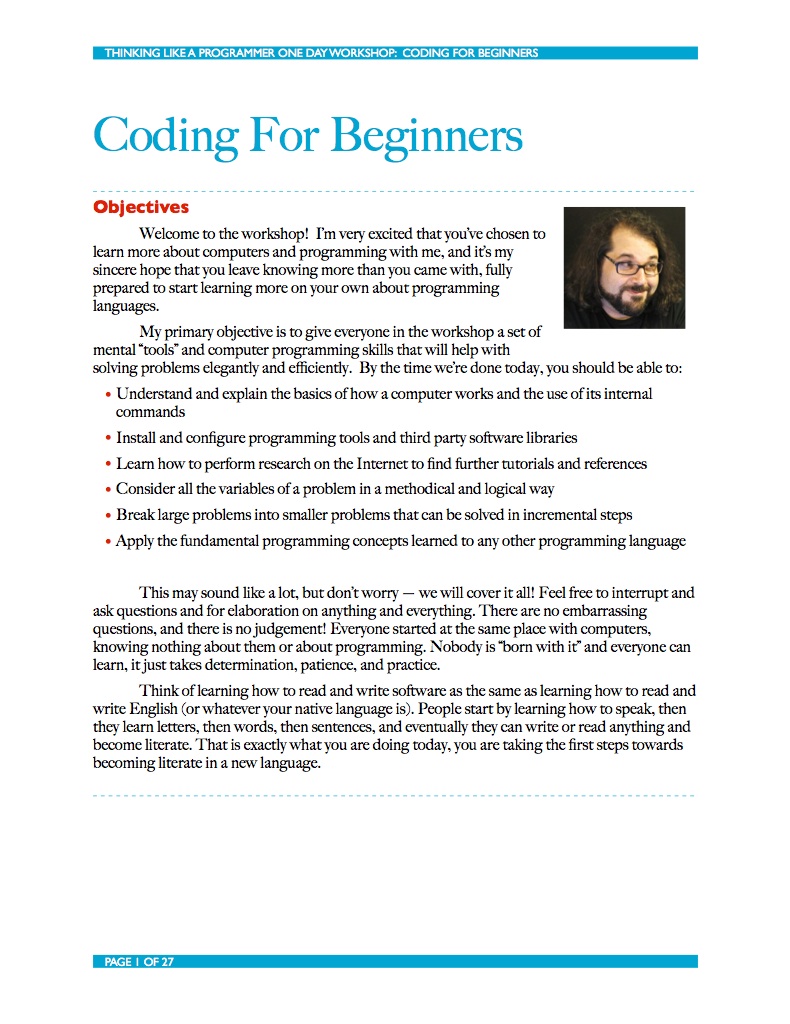 THINKING LIKE A PROGRAMMER ONE DAY WORKSHOP:  CODING FOR BEGINNERS
Coding For Beginners
Objectives
Welcome to the workshop!  I'm very excited that you've chosen to
learn more about computers and programming with me, and it's my
sincere hope that you leave knowing more than you came with, fully
prepared to start learning more on your own about programming
languages.
My primary objective is to give everyone in the workshop a set of
mental "tools" and computer programming skills that will help with
solving problems elegantly and efficiently.  By the time we're done today, you should be able to:
• Understand and explain the basics of how a computer works and the use of its internal
commands
• Install and configure programming tools and third party software libraries
• Learn how to perform research on the Internet to find further tutorials and references
• Consider all the variables of a problem in a methodical and logical way
• Break large problems into smaller problems that can be solved in incremental steps
• Apply the fundamental programming concepts learned to any other programming language
This may sound like a lot, but don't worry — we will cover it all! Feel free to interrupt and
ask questions and for elaboration on anything and everything. There are no embarrassing
questions, and there is no judgement! Everyone started at the same place with computers,
knowing nothing about them or about programming. Nobody is "born with it" and everyone can
learn, it just takes determination, patience, and practice.
Think of learning how to read and write software as the same as learning how to read and
write English (or whatever your native language is). People start by learning how to speak, then
they learn letters, then words, then sentences, and eventually they can write or read anything and
become literate. That is exactly what you are doing today, you are taking the first steps towards
becoming literate in a new language.
PAGE 1 OF 27